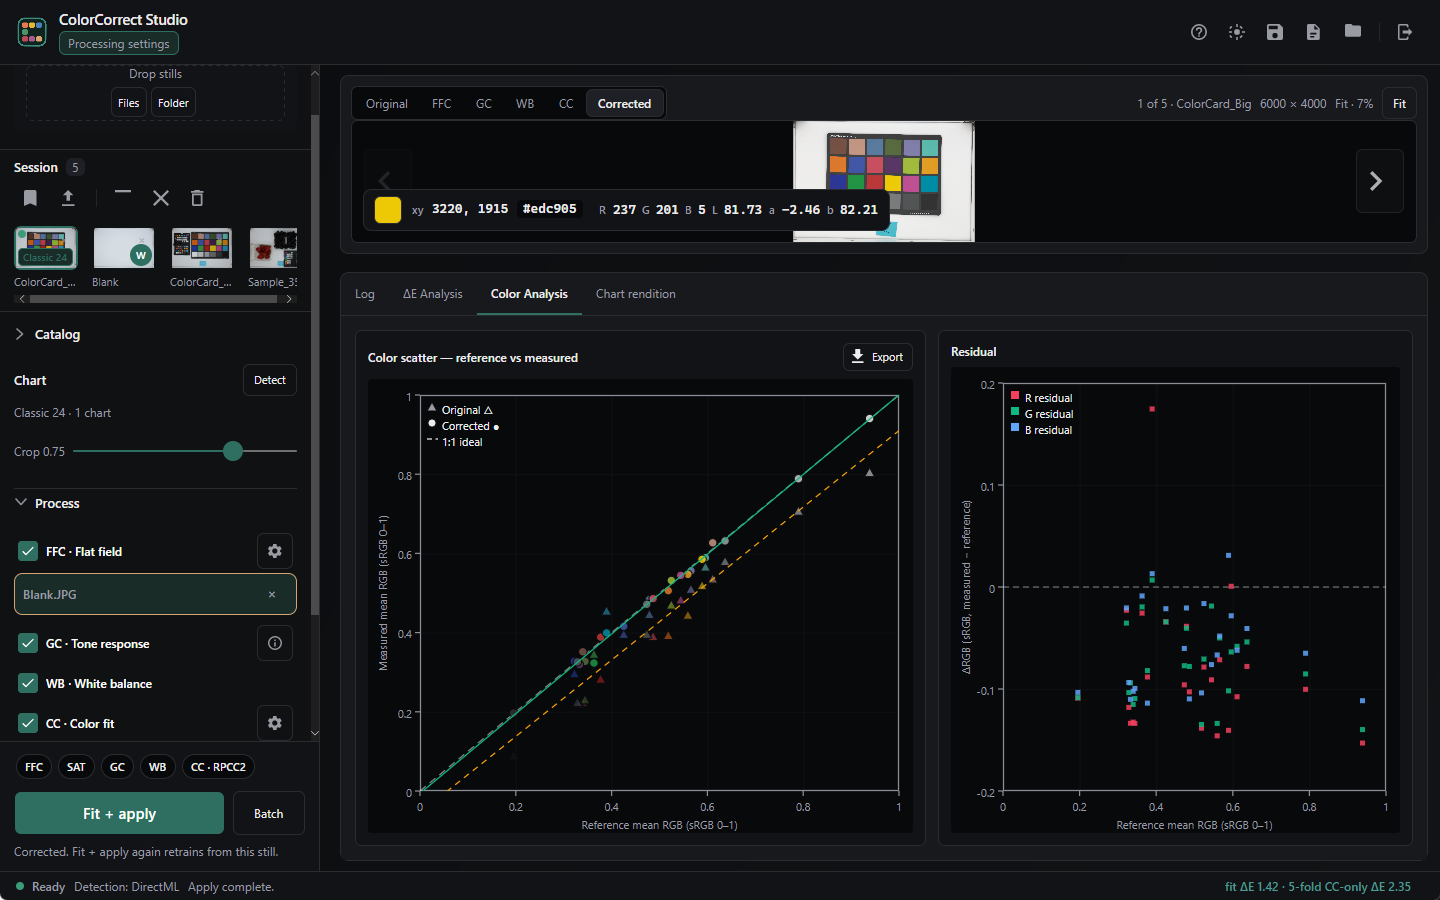 ColorCorrect Studio
Processing settings
Drop stills
Files Folder
Session 5
Classic 24
W
ColorCard_... Blank ColorCard_... Sample_35
Catalog
Chart Detect
Classic 24 · 1 chart
Crop 0.75
Process
FFC · Flat field
Blank.JPG ×
GC · Tone response
WB · White balance
CC · Color fit
FFC SAT GC WB CC · RPCC2
Fit + apply Batch
Corrected. Fit + apply again retrains from this still.
Original FFC GC WB CC Corrected 1 of 5 · ColorCard_Big 6000 × 4000 Fit · 7% Fit
xy 3220, 1915 #edc905 R 237 G 201 B 5 L 81.73 a −2.46 b 82.21
Log ΔE Analysis Color Analysis Chart rendition
Color scatter — reference vs measured Export
Original △
Corrected ●
1:1 ideal
Measured mean RGB (sRGB 0–1)
1
0.8
0.6
0.4
0.2
0
0 0.2 0.4 0.6 0.8 1
Reference mean RGB (sRGB 0–1)
Residual
R residual
G residual
B residual
ΔRGB (sRGB, measured − reference)
0.2
0.1
0
-0.1
-0.2
0 0.2 0.4 0.6 0.8 1
Reference mean RGB (sRGB 0–1)
Ready Detection: DirectML Apply complete. fit ΔE 1.42 · 5-fold CC-only ΔE 2.35